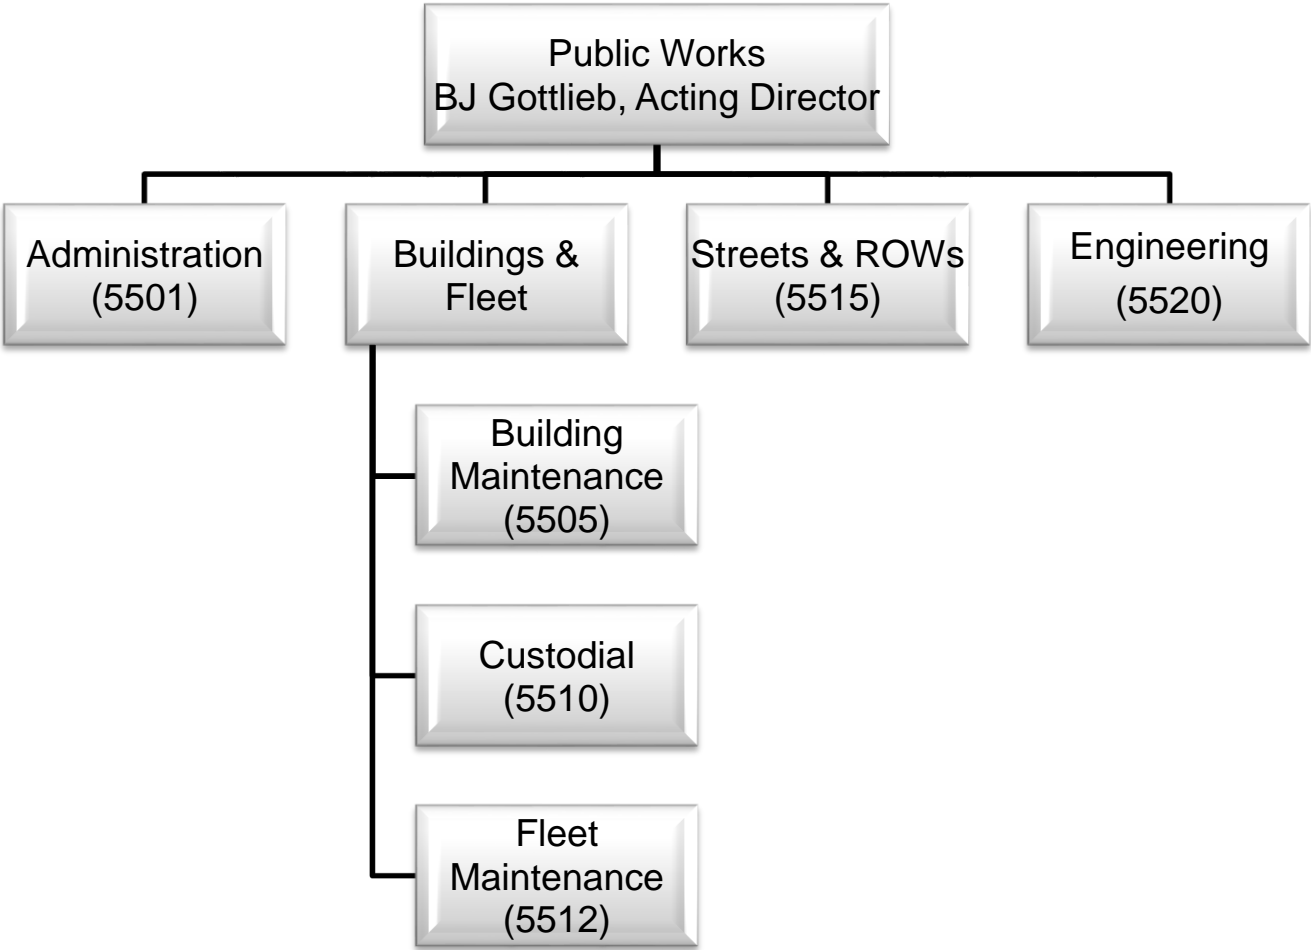 Public Works
BJ Gottlieb, Acting Director
Administration
(5501)
Buildings &
Fleet
Streets & ROWs
(5515)
Engineering
(5520)
Building
Maintenance
(5505)
Custodial
(5510)
Fleet
Maintenance
(5512)